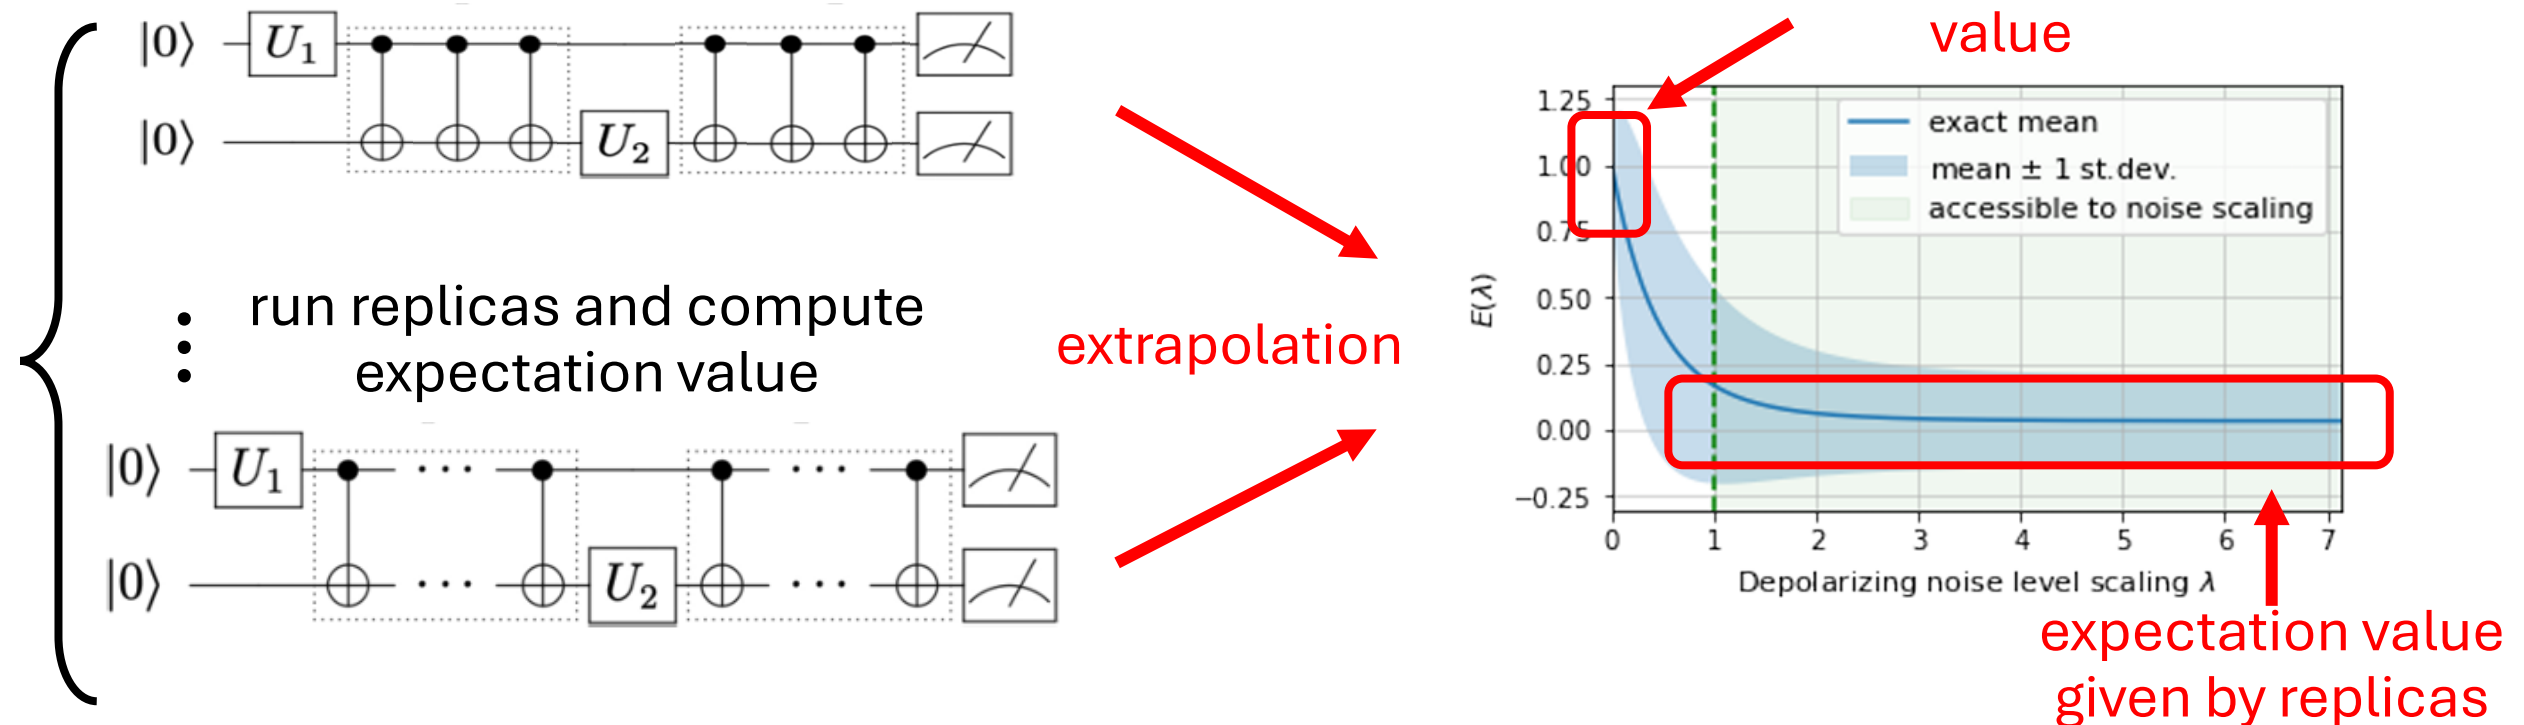 value
|0⟩ U₁
|0⟩ U₂
run replicas and compute
expectation value
|0⟩ U₁ ··· ···
|0⟩ ··· U₂ ···
extrapolation
1.25
1.00
0.75
0.50
0.25
0.00
−0.25
E(λ)
exact mean
mean ± 1 st.dev.
accessible to noise scaling
0 1 2 3 4 5 6 7
Depolarizing noise level scaling λ
expectation value
given by replicas